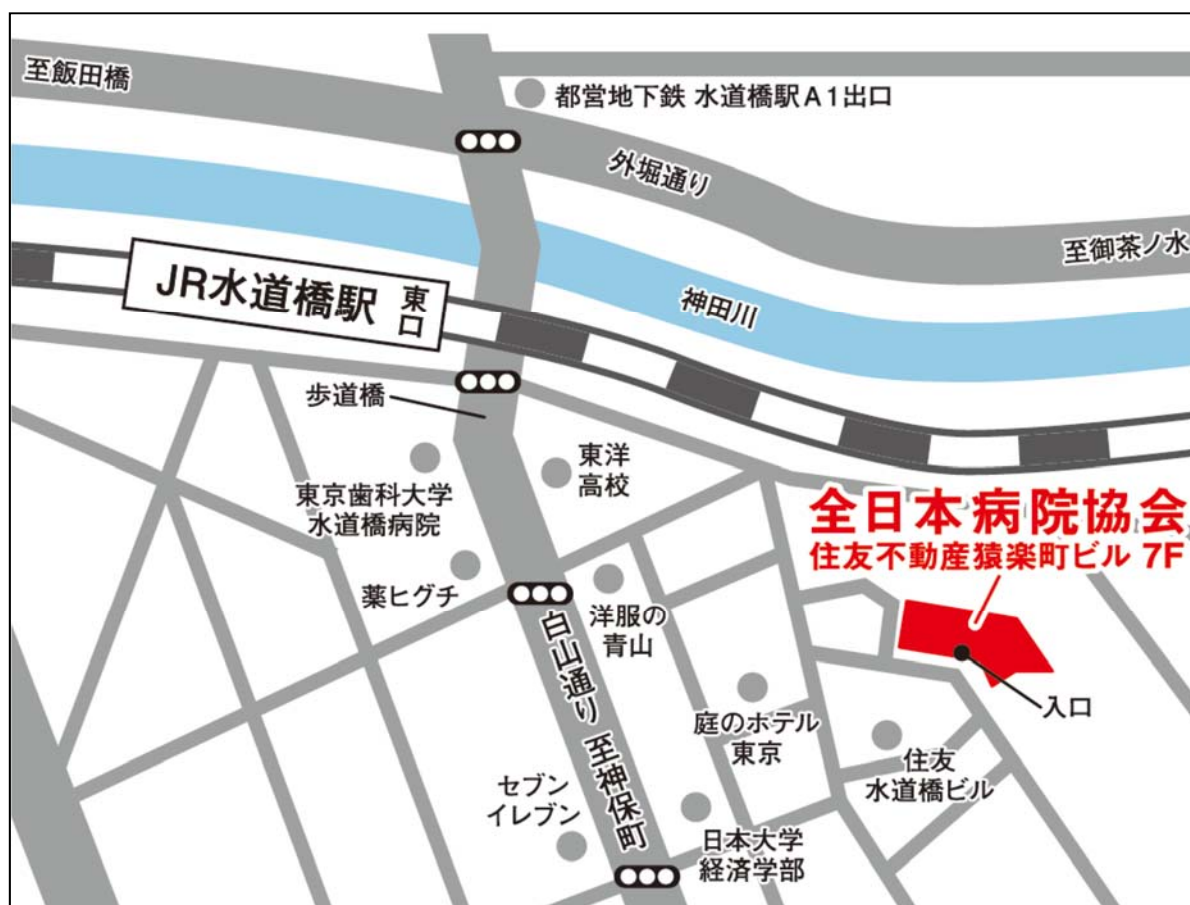 至飯田橋
都営地下鉄 水道橋駅A1出口
外堀通り
至御茶ノ水
JR水道橋駅 東口
神田川
歩道橋
東洋
高校
東京歯科大学
水道橋病院
全日本病院協会
住友不動産猿楽町ビル 7F
薬ヒグチ
洋服の
青山
白山通り 至神保町
入口
庭のホテル
東京
住友
水道橋ビル
セブン
イレブン
日本大学
経済学部